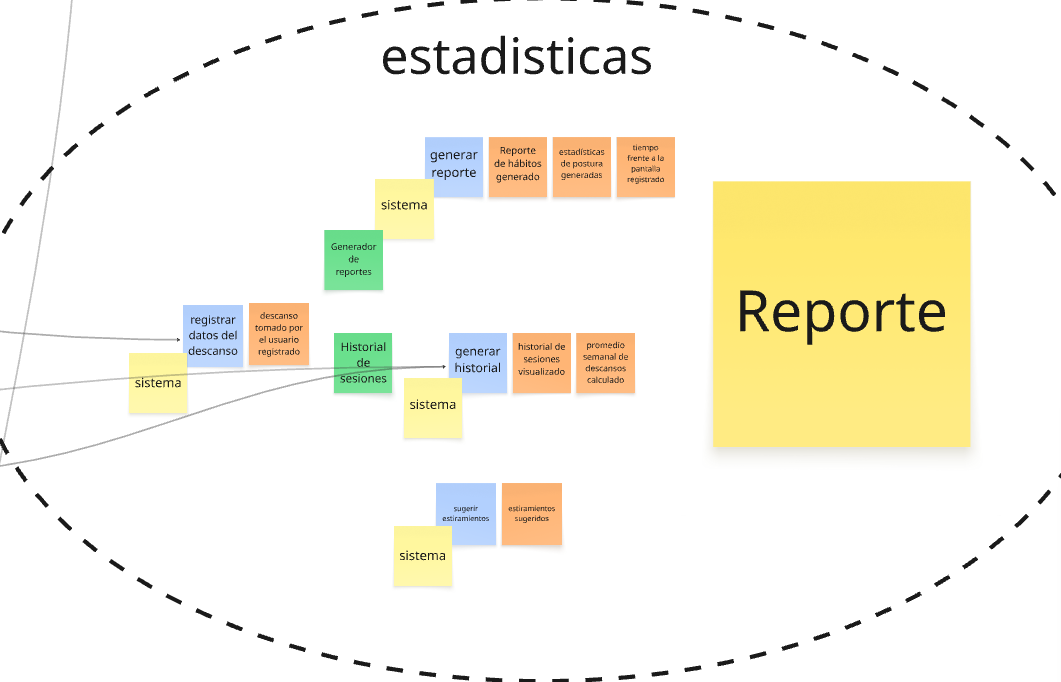 estadisticas
generar
reporte
Reporte
de hábitos
generado
estadísticas
de postura
generadas
tiempo
frente a la
pantalla
registrado
sistema
Generador
de
reportes
Reporte
registrar
datos del
descanso
descanso
tomado por
el usuario
registrado
sistema
Historial
de
sesiones
generar
historial
historial de
sesiones
visualizado
promedio
semanal de
descansos
calculado
sistema
sugerir
estiramientos
estiramientos
sugeridos
sistema